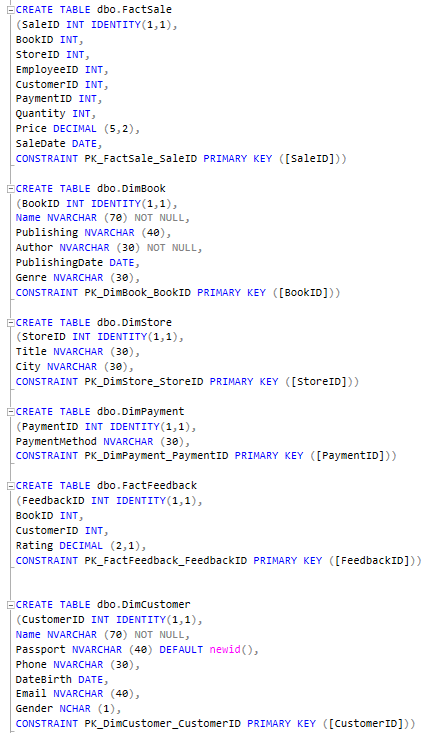 CREATE TABLE dbo.FactSale
(SaleID INT IDENTITY(1,1),
BookID INT,
StoreID INT,
EmployeeID INT,
CustomerID INT,
PaymentID INT,
Quantity INT,
Price DECIMAL (5,2),
SaleDate DATE,
CONSTRAINT PK_FactSale_SaleID PRIMARY KEY ([SaleID]))
CREATE TABLE dbo.DimBook
(BookID INT IDENTITY(1,1),
Name NVARCHAR (70) NOT NULL,
Publishing NVARCHAR (40),
Author NVARCHAR (30) NOT NULL,
PublishingDate DATE,
Genre NVARCHAR (30),
CONSTRAINT PK_DimBook_BookID PRIMARY KEY ([BookID]))
CREATE TABLE dbo.DimStore
(StoreID INT IDENTITY(1,1),
Title NVARCHAR (30),
City NVARCHAR (30),
CONSTRAINT PK_DimStore_StoreID PRIMARY KEY ([StoreID]))
CREATE TABLE dbo.DimPayment
(PaymentID INT IDENTITY(1,1),
PaymentMethod NVARCHAR (30),
CONSTRAINT PK_DimPayment_PaymentID PRIMARY KEY ([PaymentID]))
CREATE TABLE dbo.FactFeedback
(FeedbackID INT IDENTITY(1,1),
BookID INT,
CustomerID INT,
Rating DECIMAL (2,1),
CONSTRAINT PK_FactFeedback_FeedbackID PRIMARY KEY ([FeedbackID]))
CREATE TABLE dbo.DimCustomer
(CustomerID INT IDENTITY(1,1),
Name NVARCHAR (70) NOT NULL,
Passport NVARCHAR (40) DEFAULT newid(),
Phone NVARCHAR (30),
DateBirth DATE,
Email NVARCHAR (40),
Gender NCHAR (1),
CONSTRAINT PK_DimCustomer_CustomerID PRIMARY KEY ([CustomerID]))